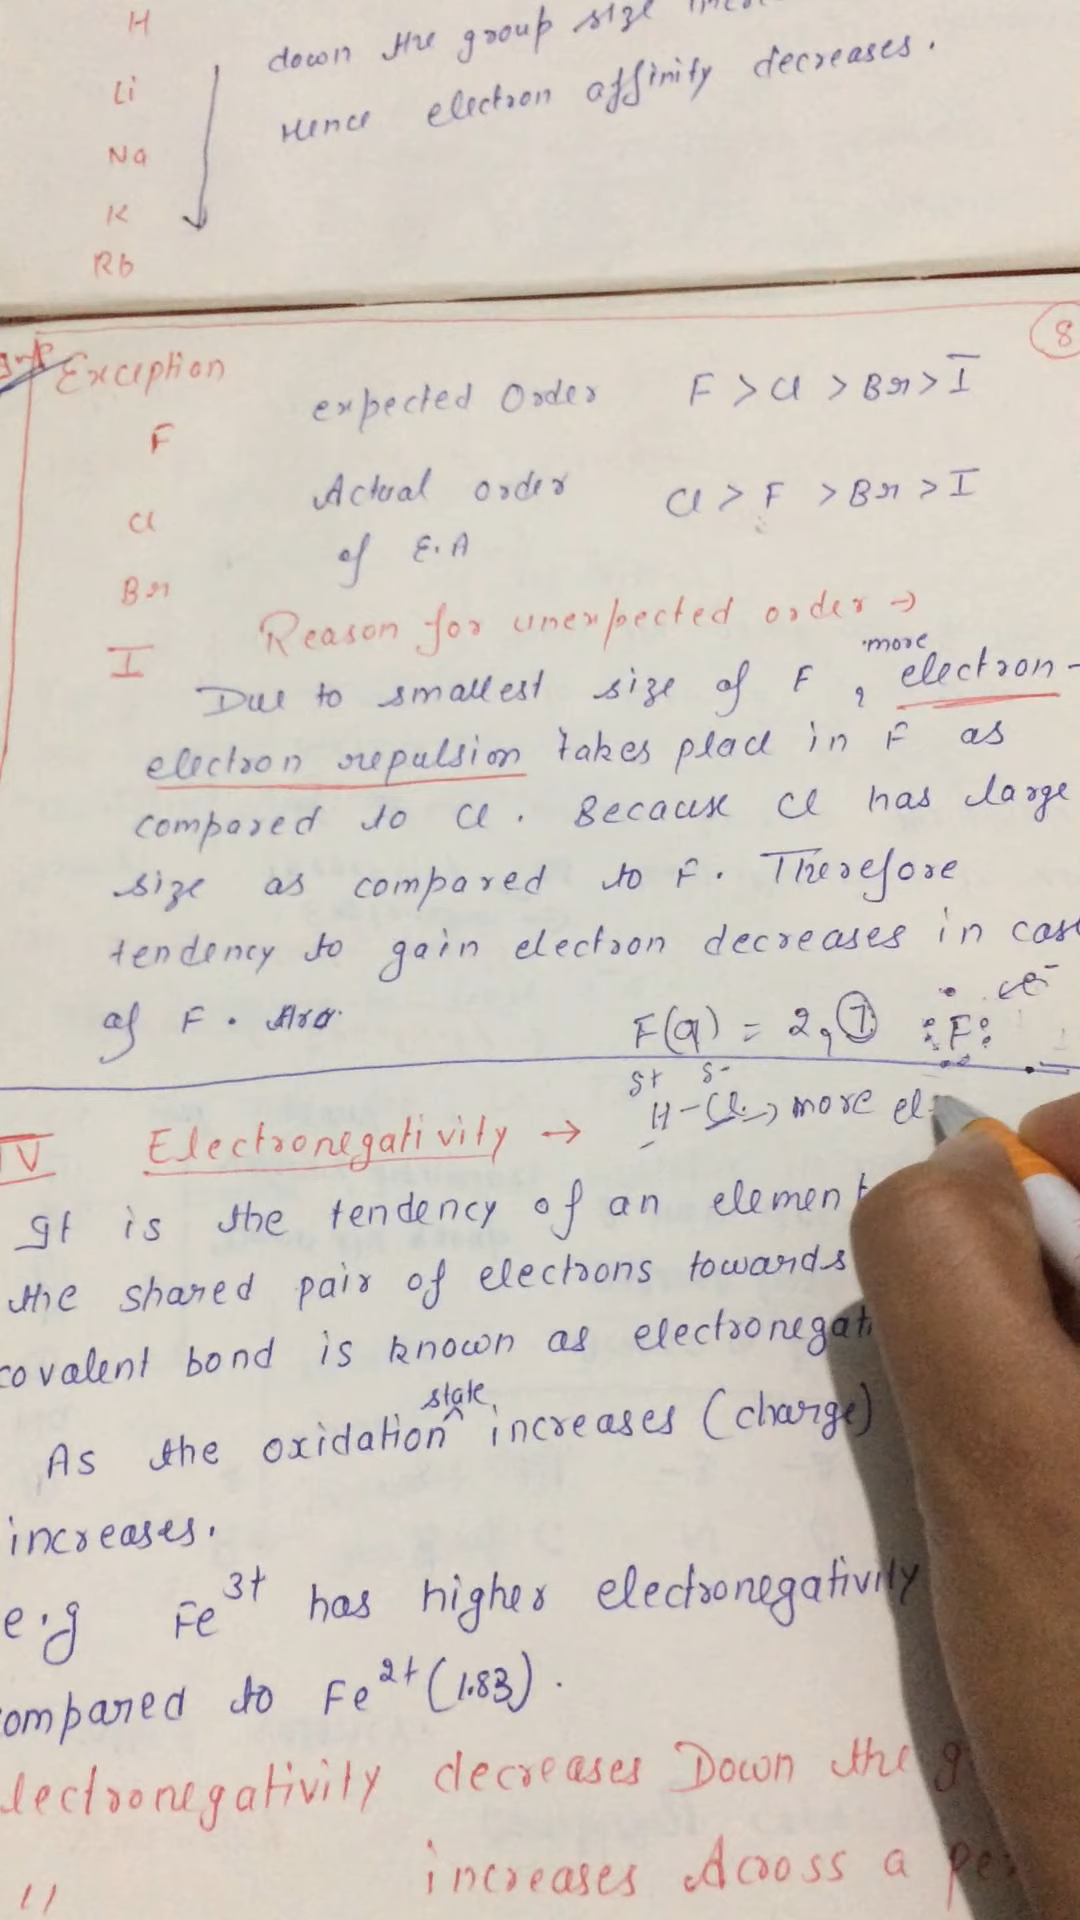 H
down the group size
Li
Hence electron affinity decreases.
Na
K
Rb
8
Exception
expected Order F > Cl > Br > I
F
Actual order Cl > F > Br > I
of E.A
Cl
Br
Reason for unexpected order →
I
more
Due to smallest size of F , electron-
electron repulsion takes place in F as
compared to Cl . Because Cl has large
size as compared to F. Therefore
tendency to gain electron decreases in cas
of F.
F(9) = 2,7 F e-
δ+ δ-
H-Cl → more el
IV Electronegativity →
It is the tendency of an element
the shared pair of electrons towards
covalent bond is known as electronegati
state
As the oxidation ^ increases (charge)
increases.
e.g Fe3+ has higher electronegativity
compared to Fe2+ (1.83).
lectronegativity decreases Down the g
" increases Across a pe